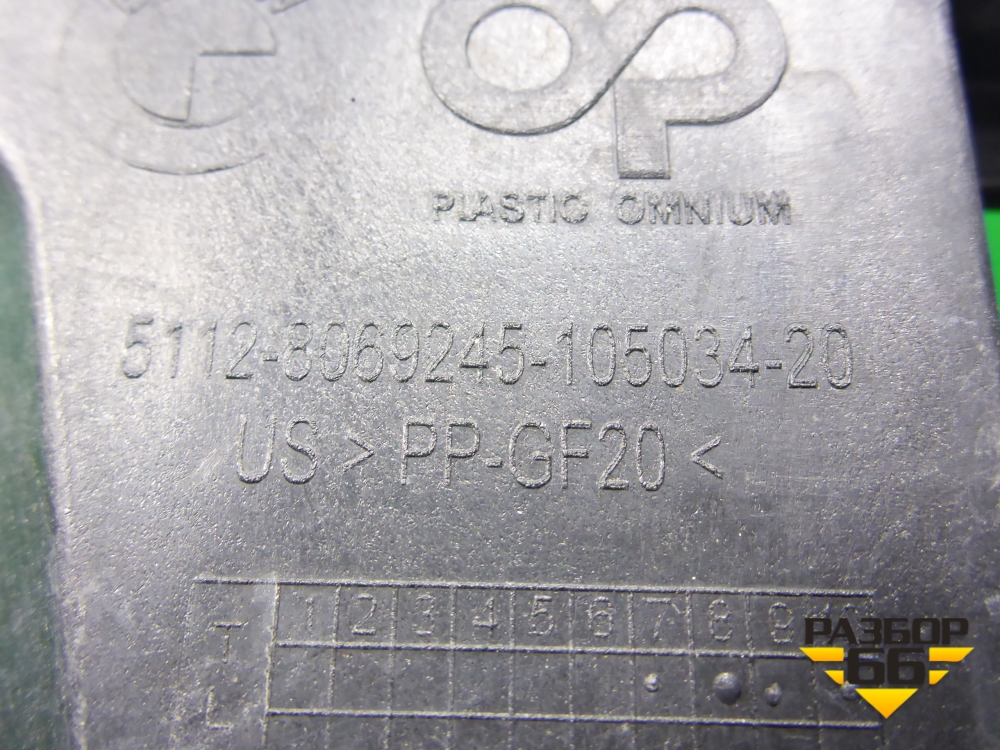 PLASTIC OMNIUM
5112-8069245-105034-20
US > PP-GF20 <
T 1 2 3 4 5 6 7 8 9 10
L
РАЗБОР
66